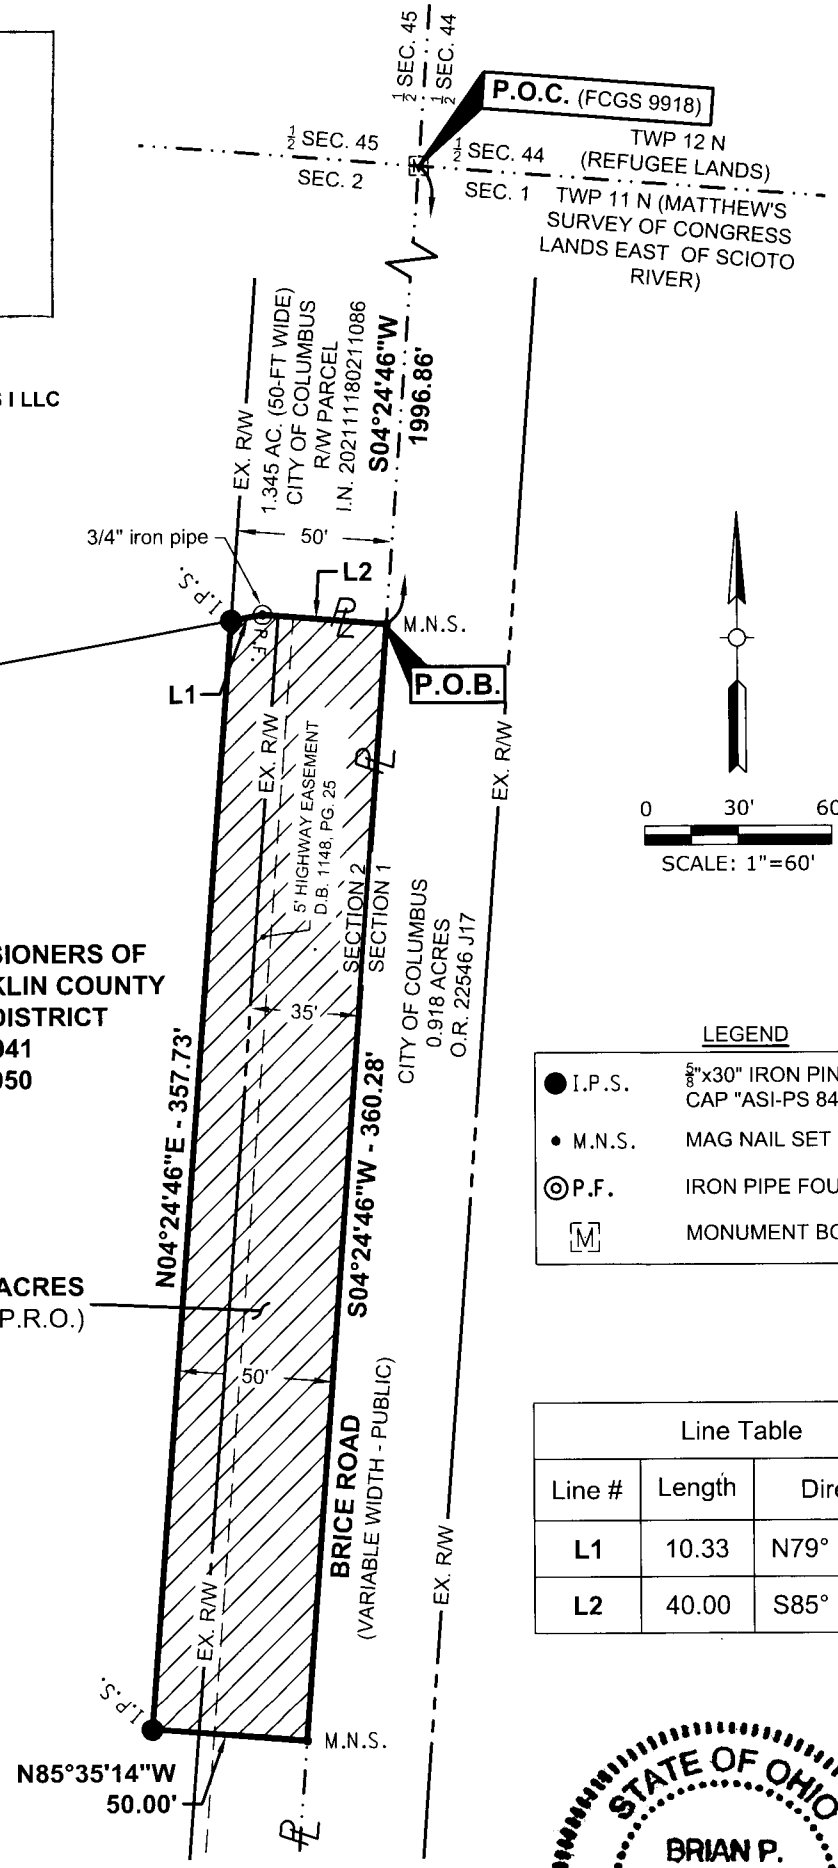 1/2 SEC. 45
1/2 SEC. 44
P.O.C. (FCGS 9918)
1/2 SEC. 45
SEC. 2
1/2 SEC. 44
SEC. 1
TWP 12 N
(REFUGEE LANDS)
TWP 11 N (MATTHEW'S
SURVEY OF CONGRESS
LANDS EAST OF SCIOTO
RIVER)
I LLC
EX. R/W
1.345 AC. (50-FT WIDE)
CITY OF COLUMBUS
R/W PARCEL
I.N. 202111180211086
S04°24'46"W
1996.86'
50'
3/4" iron pipe
L2
I.P.S.
P.F.
M.N.S.
P.O.B.
L1
PL
EX. R/W
5' HIGHWAY EASEMENT
D.B. 1148, PG. 25
PL
SECTION 2
SECTION 1
EX. R/W
CITY OF COLUMBUS
0.918 ACRES
O.R. 22546 J17
0 30' 60
SCALE: 1"=60'
SIONERS OF
KLIN COUNTY
DISTRICT
041
050
35'
N04°24'46"E - 357.73'
S04°24'46"W - 360.28'
LEGEND
I.P.S. 5/8"x30" IRON PIN
CAP "ASI-PS 84
M.N.S. MAG NAIL SET
P.F. IRON PIPE FOU
M MONUMENT BO
ACRES
P.R.O.)
50'
BRICE ROAD
(VARIABLE WIDTH - PUBLIC)
EX. R/W
EX. R/W
Line Table
Line # Length Dire
L1 10.33 N79°
L2 40.00 S85°
I.P.S.
M.N.S.
N85°35'14"W
50.00'
PL
STATE OF OHIO
BRIAN P.